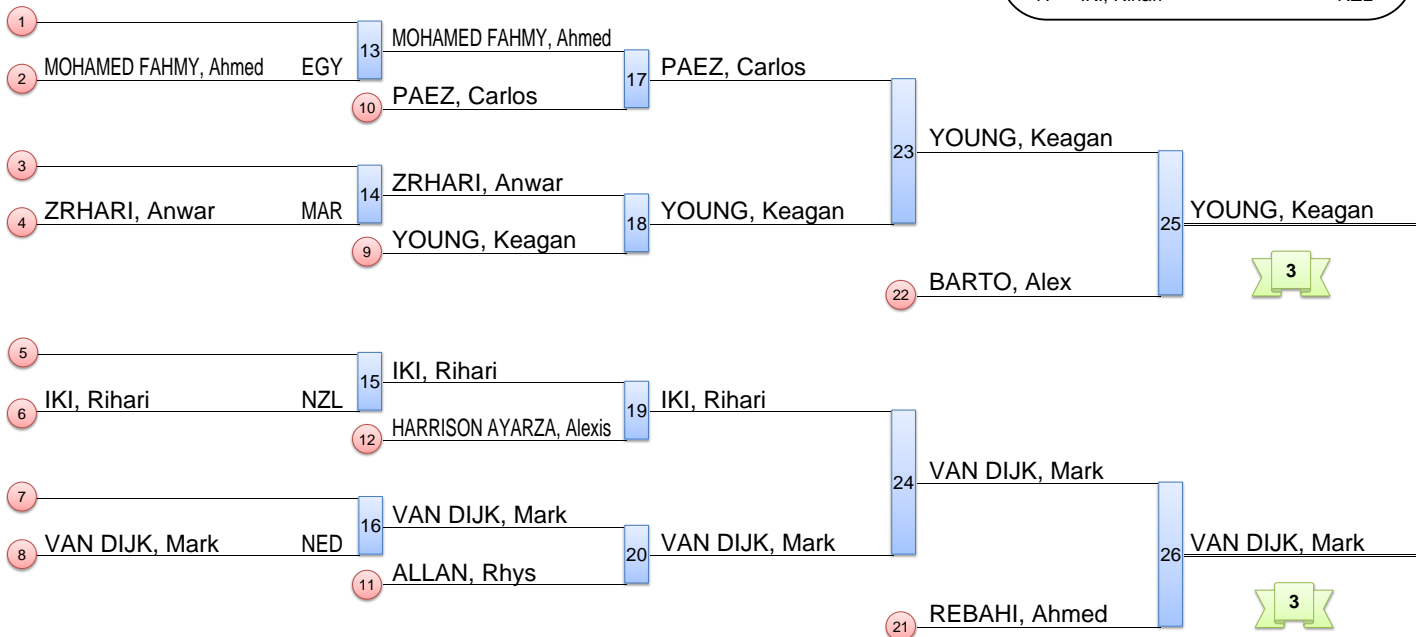 IKI, Rihari NZL
1
13 MOHAMED FAHMY, Ahmed
2 MOHAMED FAHMY, Ahmed EGY
17 PAEZ, Carlos
10 PAEZ, Carlos
23 YOUNG, Keagan
3
14 ZRHARI, Anwar
4 ZRHARI, Anwar MAR
18 YOUNG, Keagan
9 YOUNG, Keagan
25 YOUNG, Keagan
3
22 BARTO, Alex
5
15 IKI, Rihari
6 IKI, Rihari NZL
19 IKI, Rihari
12 HARRISON AYARZA, Alexis
24 VAN DIJK, Mark
7
16 VAN DIJK, Mark
8 VAN DIJK, Mark NED
20 VAN DIJK, Mark
11 ALLAN, Rhys
26 VAN DIJK, Mark
3
21 REBAHI, Ahmed